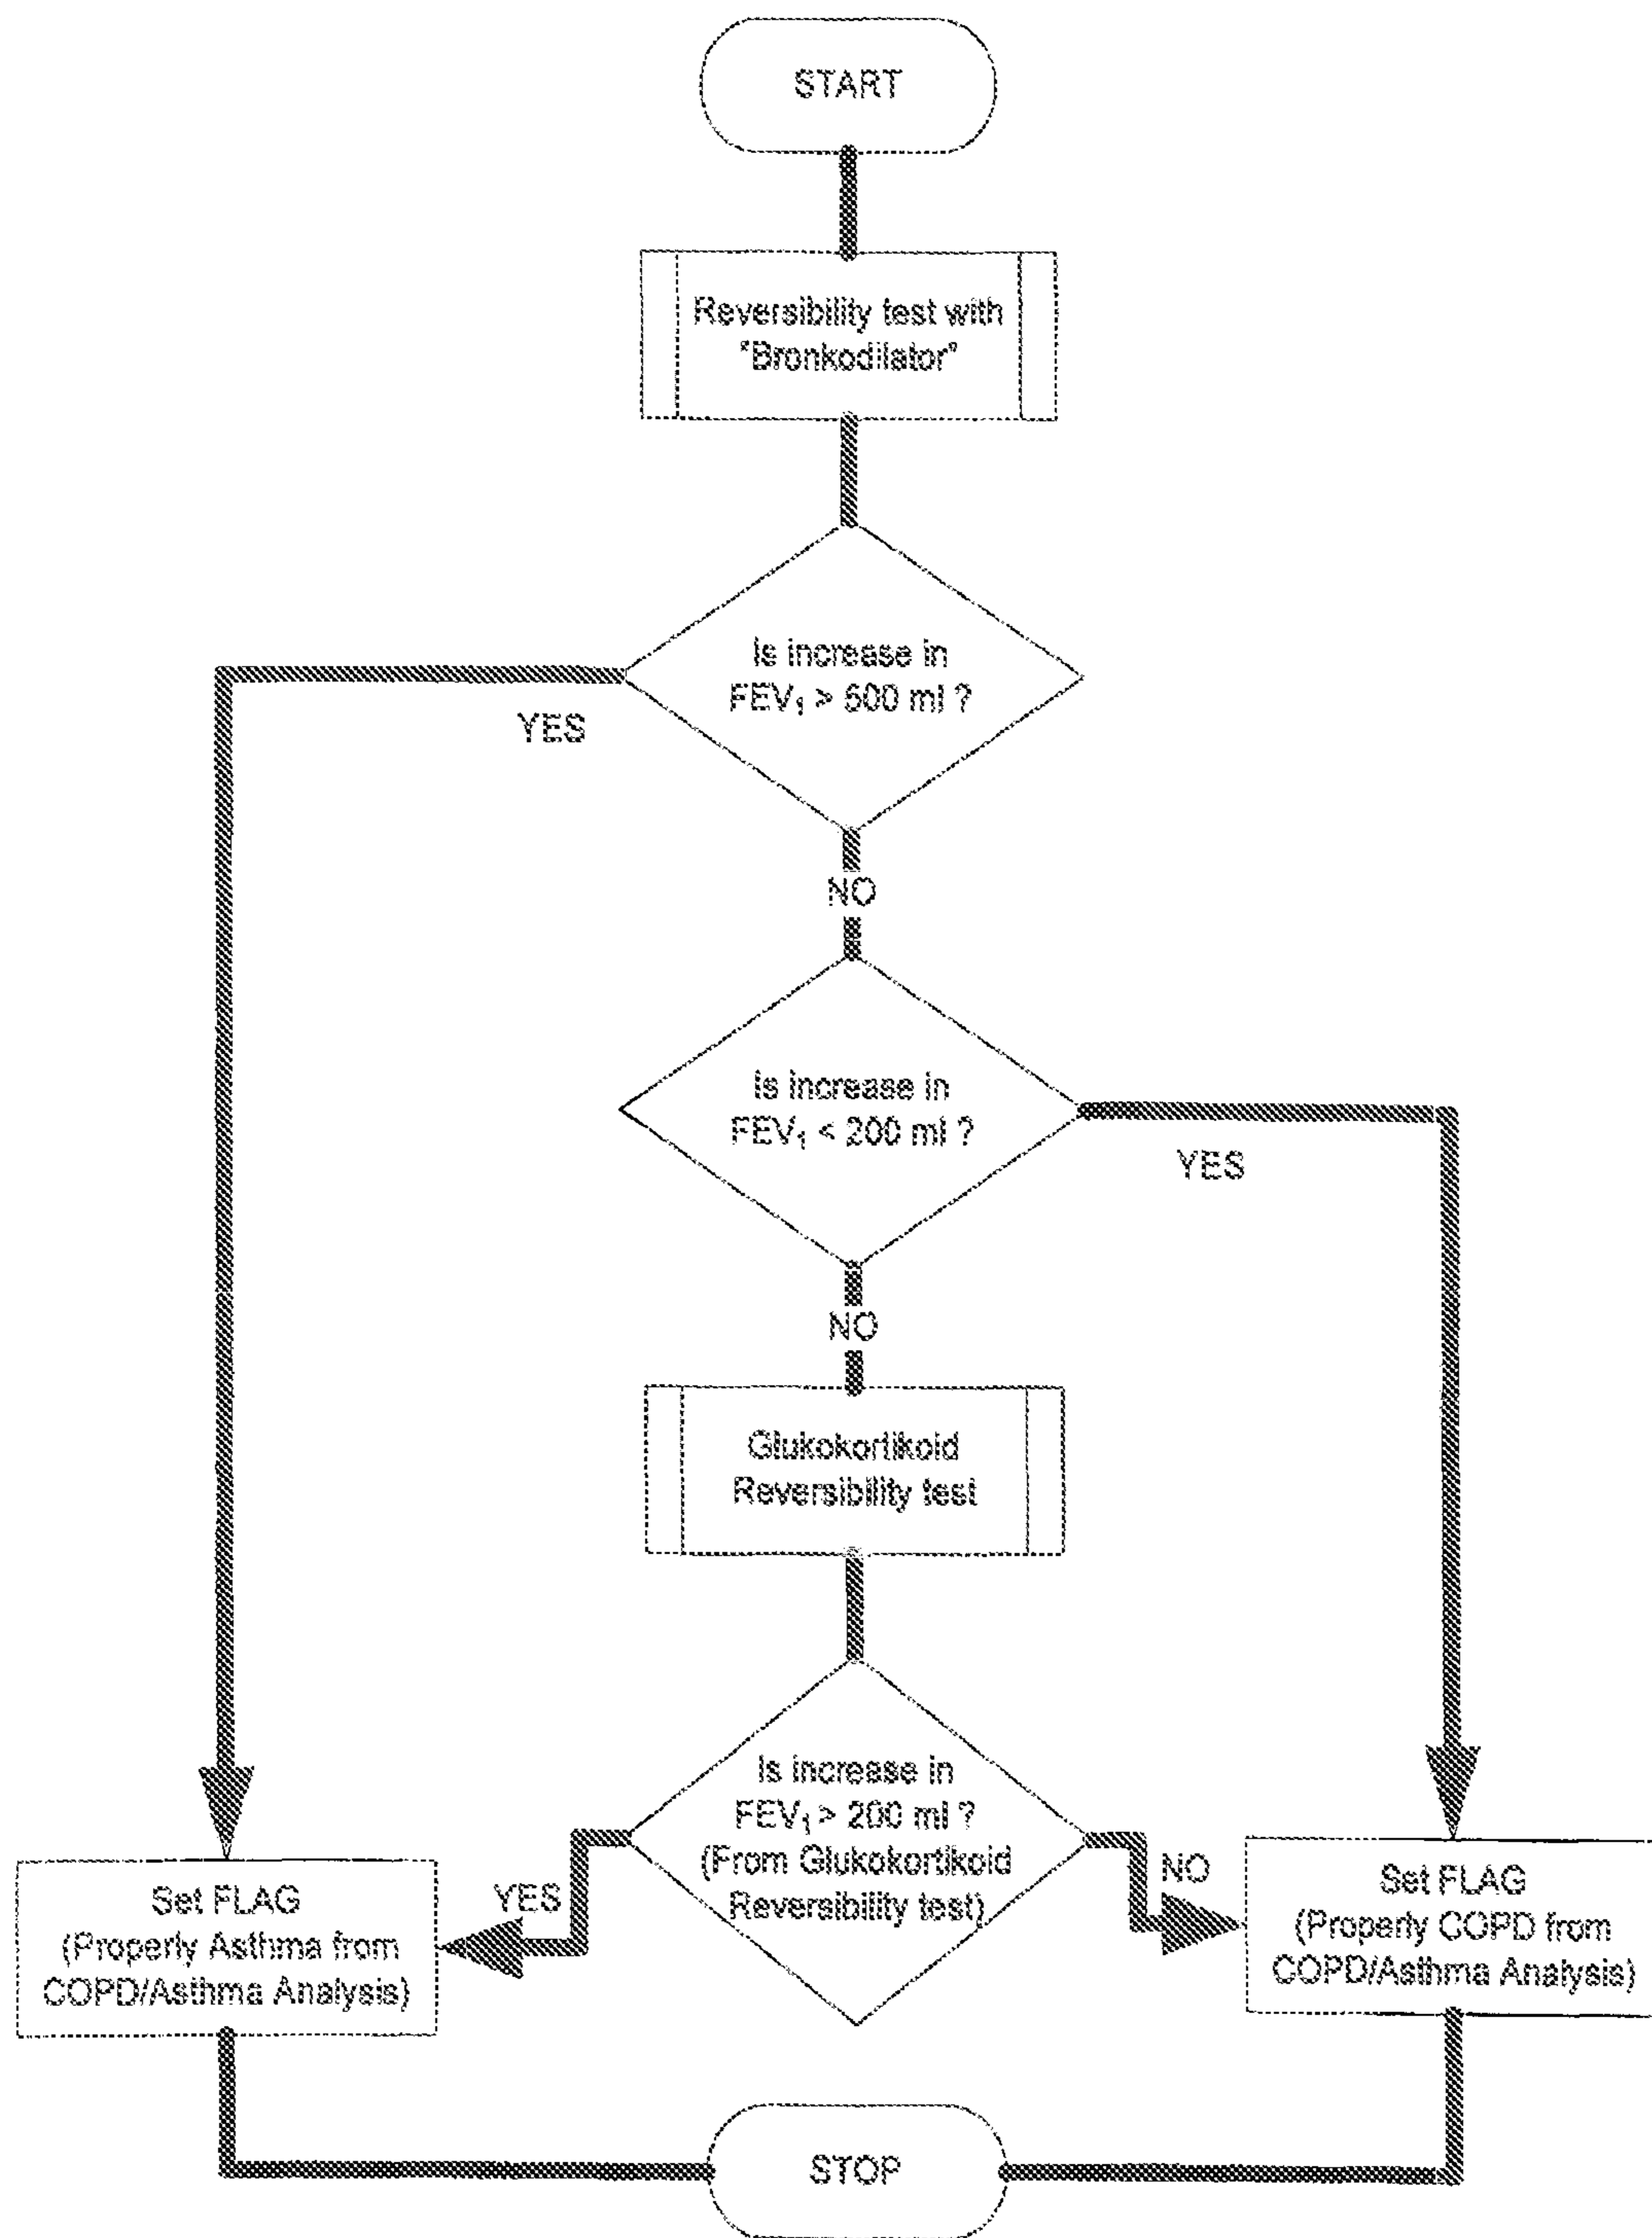 START
Reversibility test with
"Bronkodilator"
Is increase in
FEV₁ > 500 ml ?
YES
NO
Is increase in
FEV₁ < 200 ml ?
YES
NO
Glukokortikoid
Reversibility test
Is increase in
FEV₁ > 200 ml ?
(From Glukokortikoid
Reversibility test)
YES
NO
Set FLAG
(Properly Asthma from
COPD/Asthma Analysis)
Set FLAG
(Properly COPD from
COPD/Asthma Analysis)
STOP